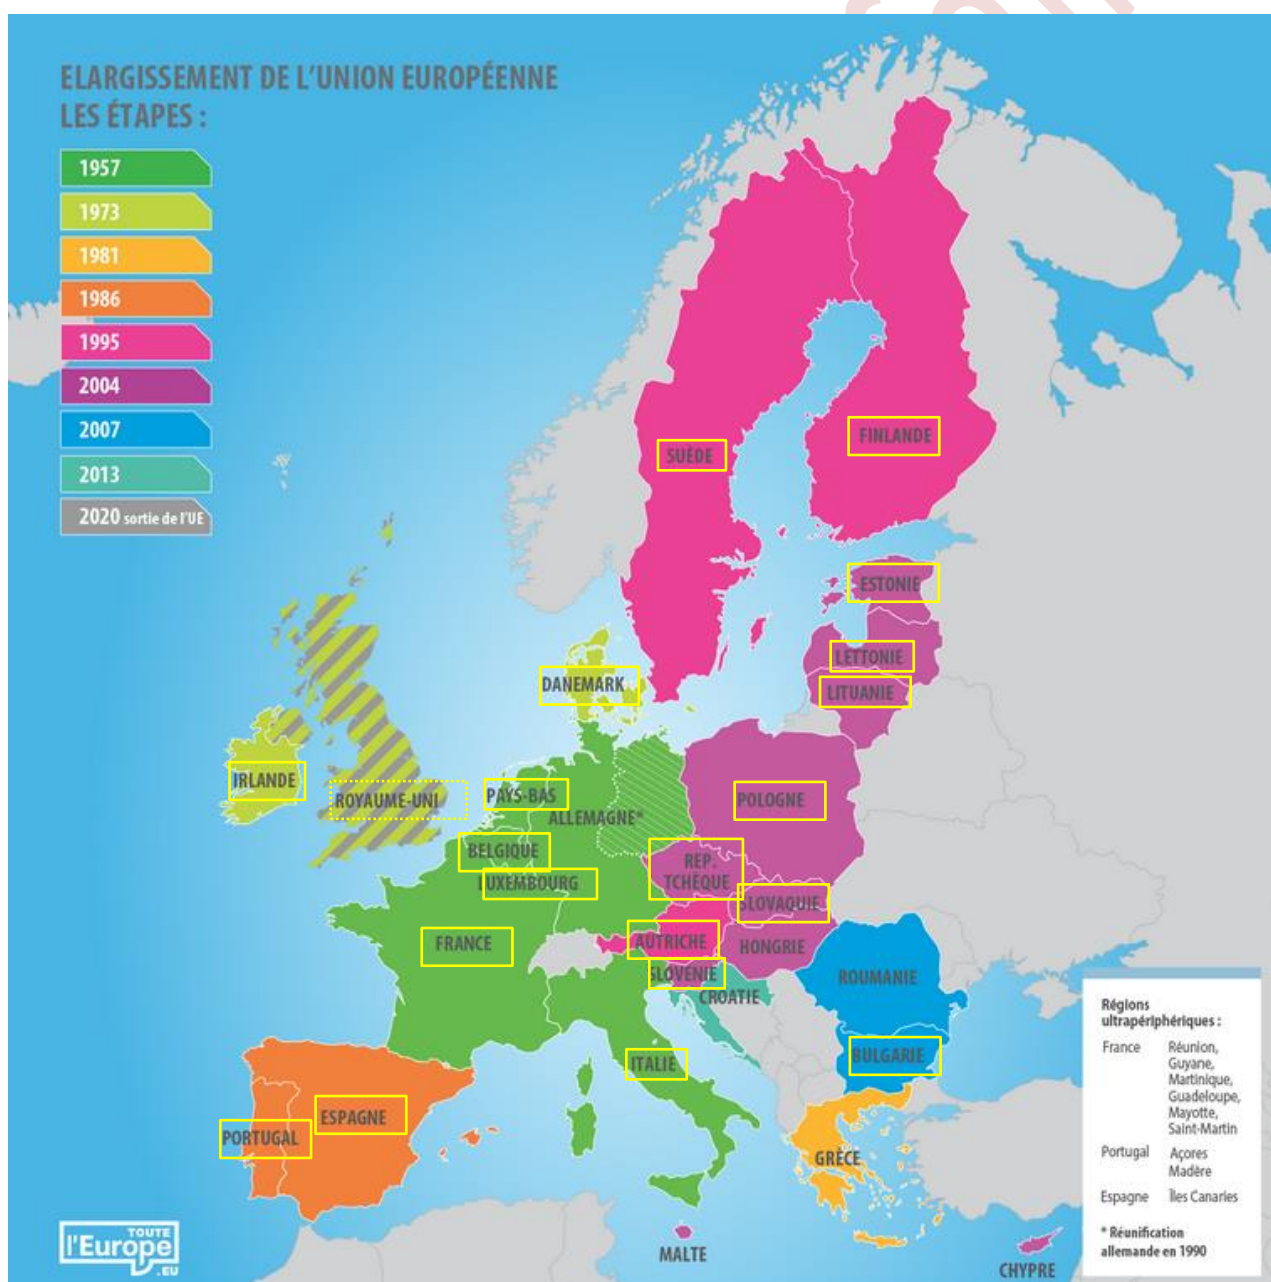 ELARGISSEMENT DE L'UNION EUROPÉENNE
LES ÉTAPES :
1957
1973
1981
1986
1995
2004
2007
2013
2020 sortie de l'UE
FINLANDE
SUÈDE
ESTONIE
LETTONIE
LITUANIE
DANEMARK
IRLANDE
ROYAUME-UNI
PAYS-BAS
ALLEMAGNE*
POLOGNE
BELGIQUE
LUXEMBOURG
RÉP.
TCHÈQUE
SLOVAQUIE
FRANCE
AUTRICHE
HONGRIE
SLOVÉNIE
CROATIE
ROUMANIE
BULGARIE
ITALIE
ESPAGNE
PORTUGAL
GRÈCE
MALTE
CHYPRE
Régions
ultrapériphériques :
France Réunion,
Guyane,
Martinique,
Guadeloupe,
Mayotte,
Saint-Martin
Portugal Açores
Madère
Espagne Îles Canaries
* Réunification
allemande en 1990
TOUTE
l'Europe
.EU